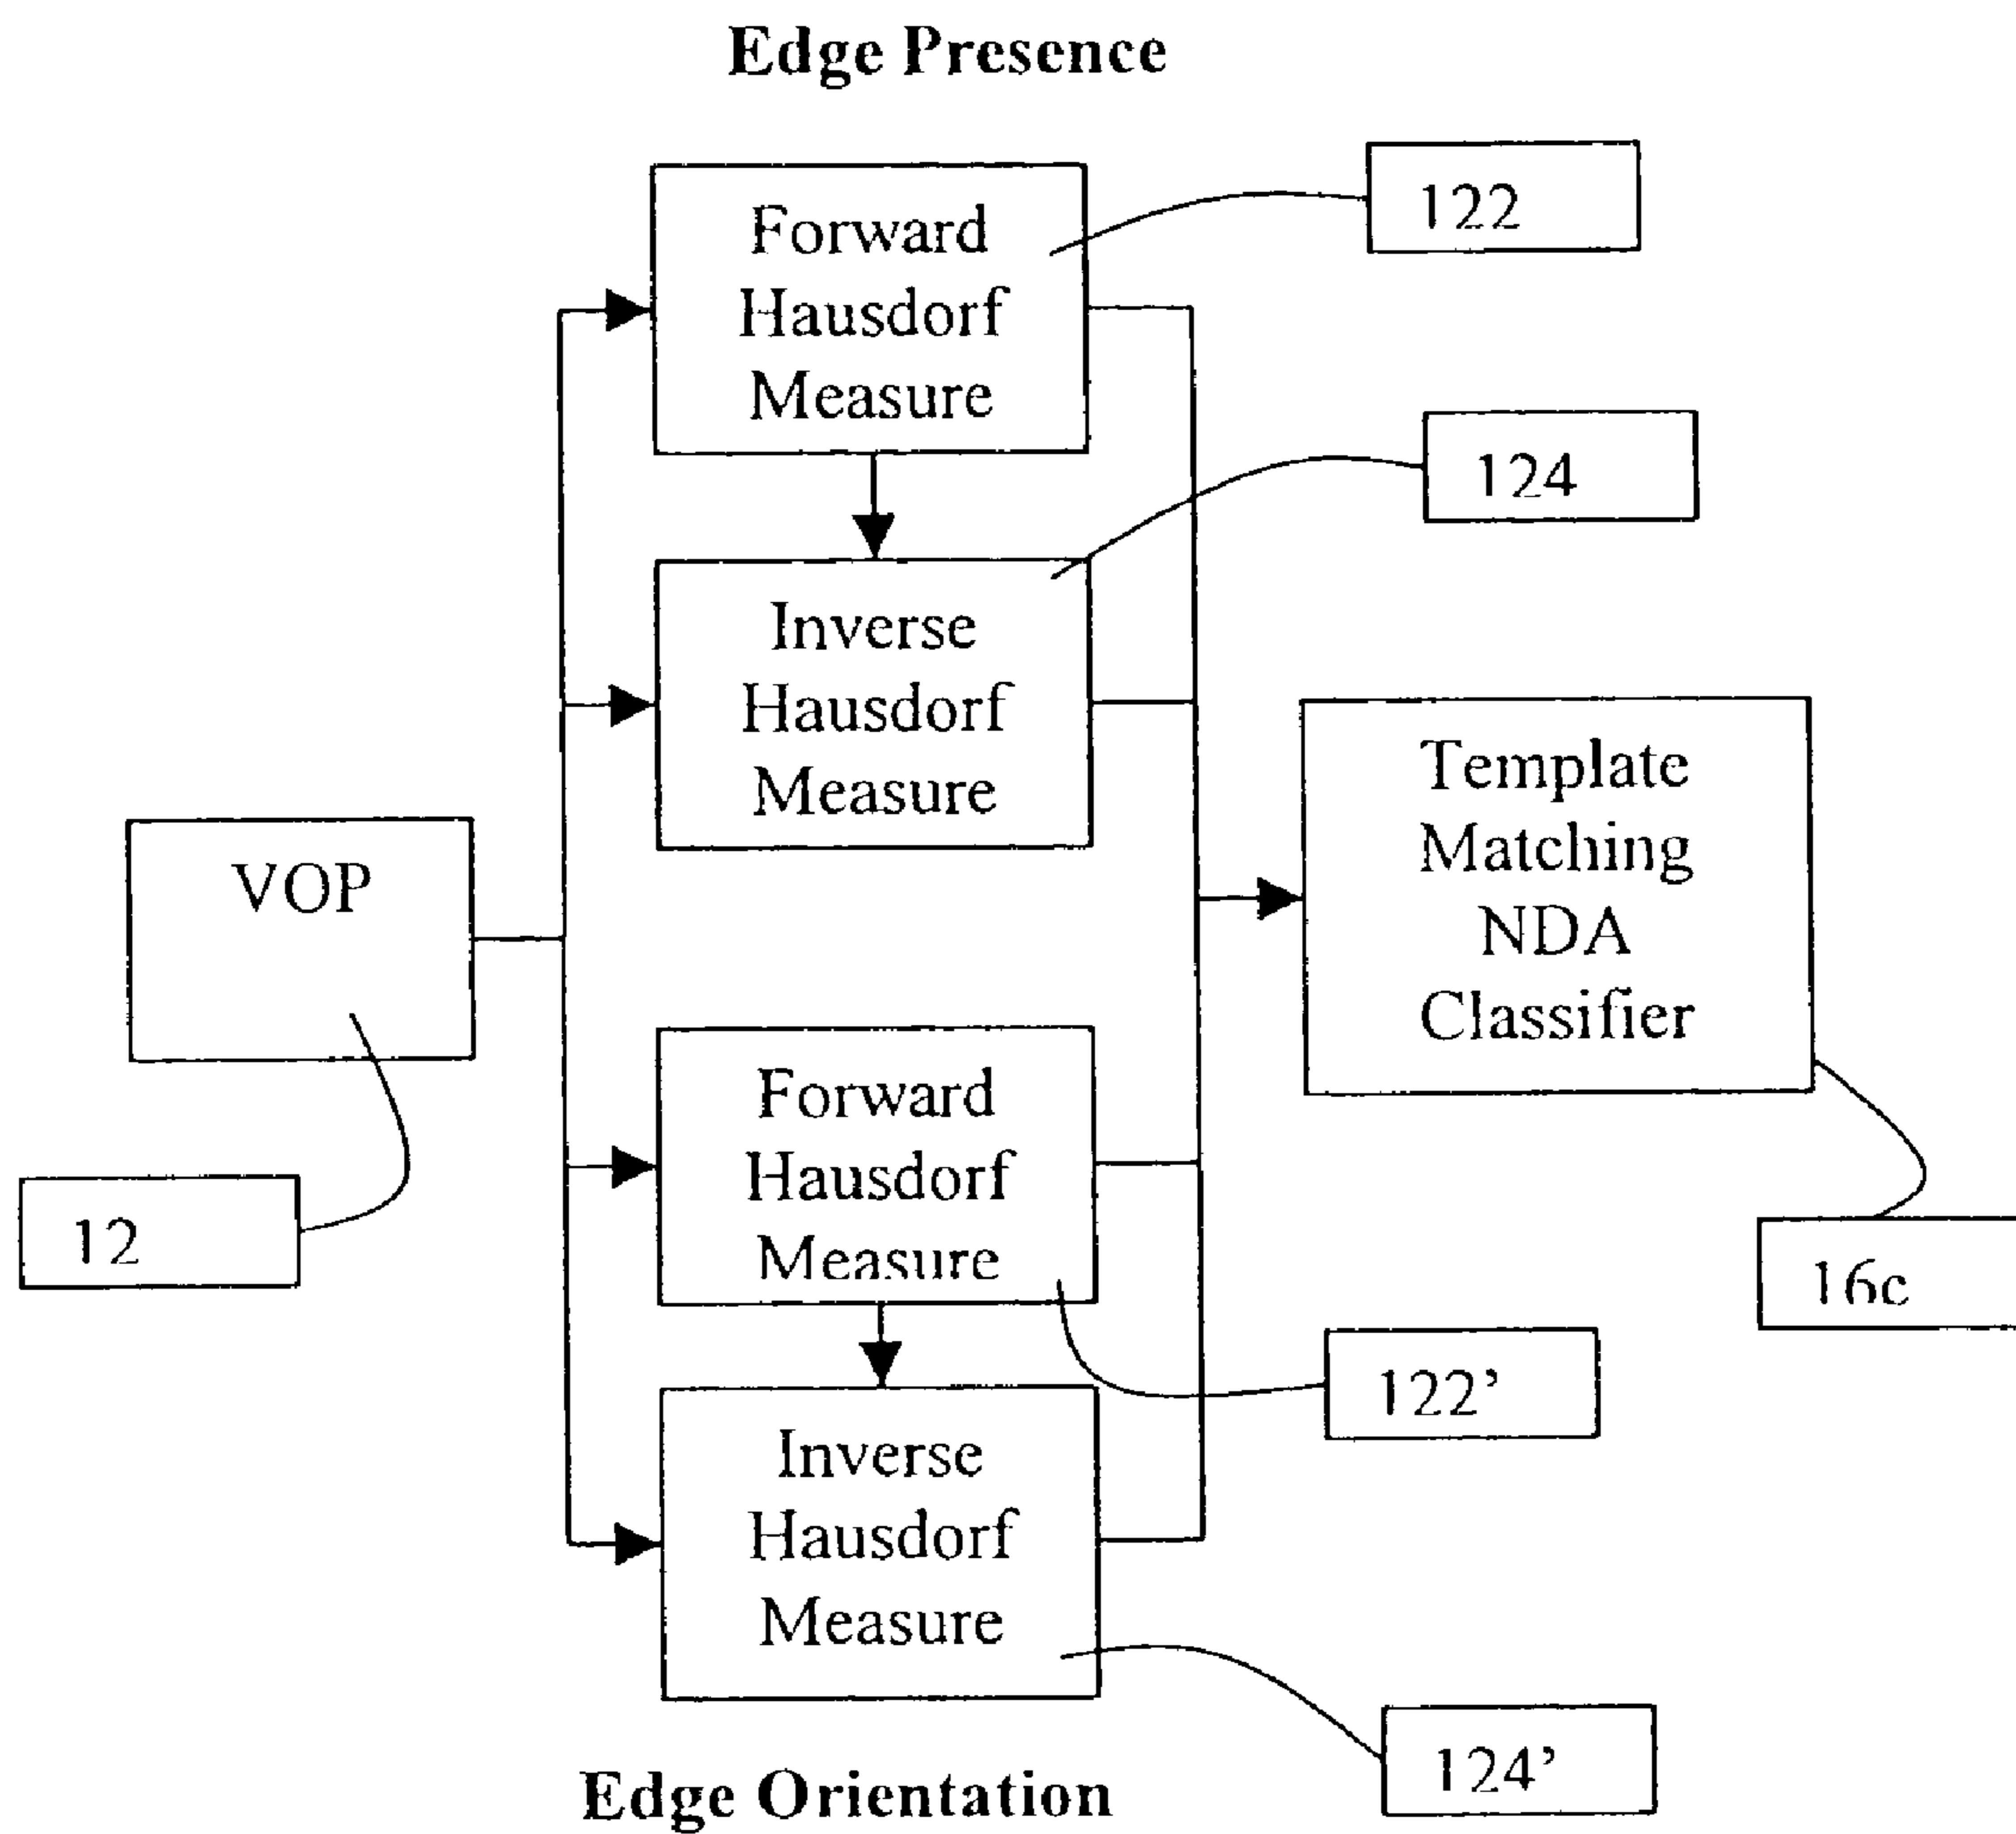 Edge Presence
Forward
Hausdorf
Measure
122
Inverse
Hausdorf
Measure
124
VOP
12
Template
Matching
NDA
Classifier
16c
Forward
Hausdorf
Measure
122’
Inverse
Hausdorf
Measure
124’
Edge Orientation